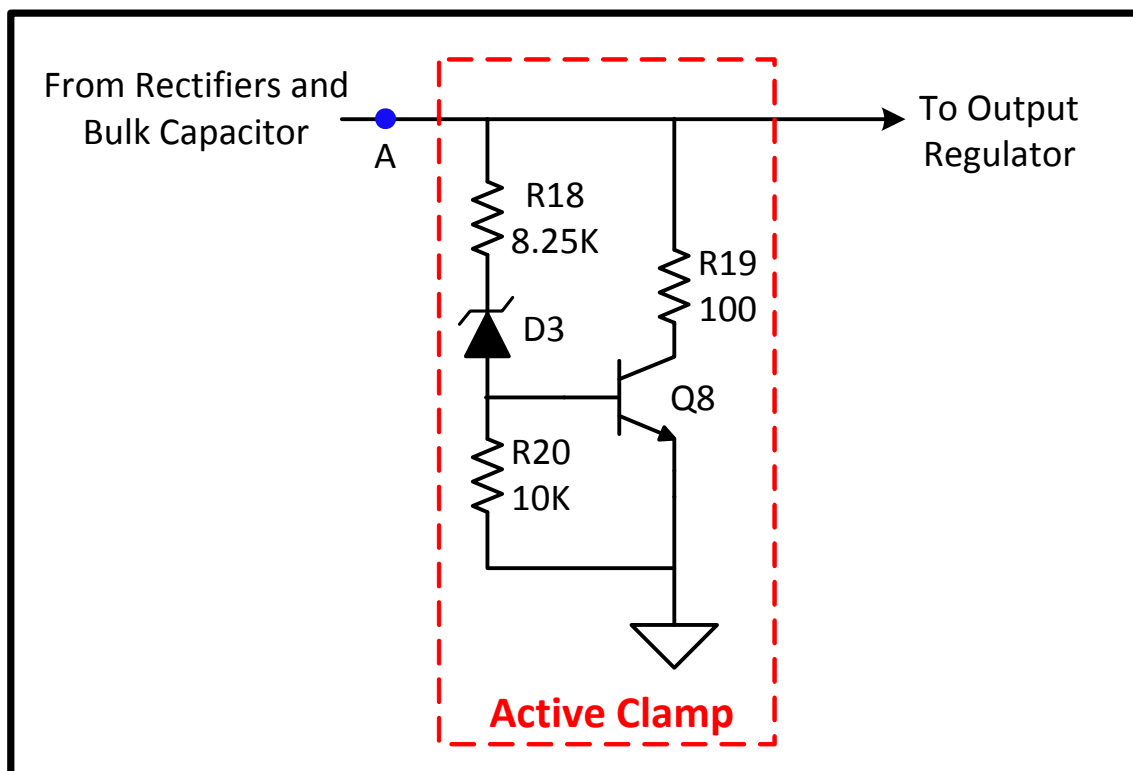 From Rectifiers and
Bulk Capacitor
A
To Output
Regulator
R18
8.25K
R19
100
D3
Q8
R20
10K
Active Clamp